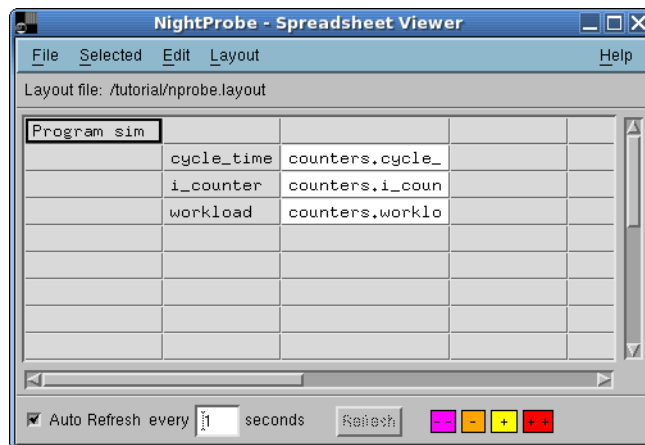 NightProbe - Spreadsheet Viewer
File Selected Edit Layout Help
Layout file: /tutorial/nprobe.layout
Program sim
cycle_time counters.cycle_
i_counter counters.i_coun
workload counters.worklo
Auto Refresh every 1 seconds Refresh -- - + ++